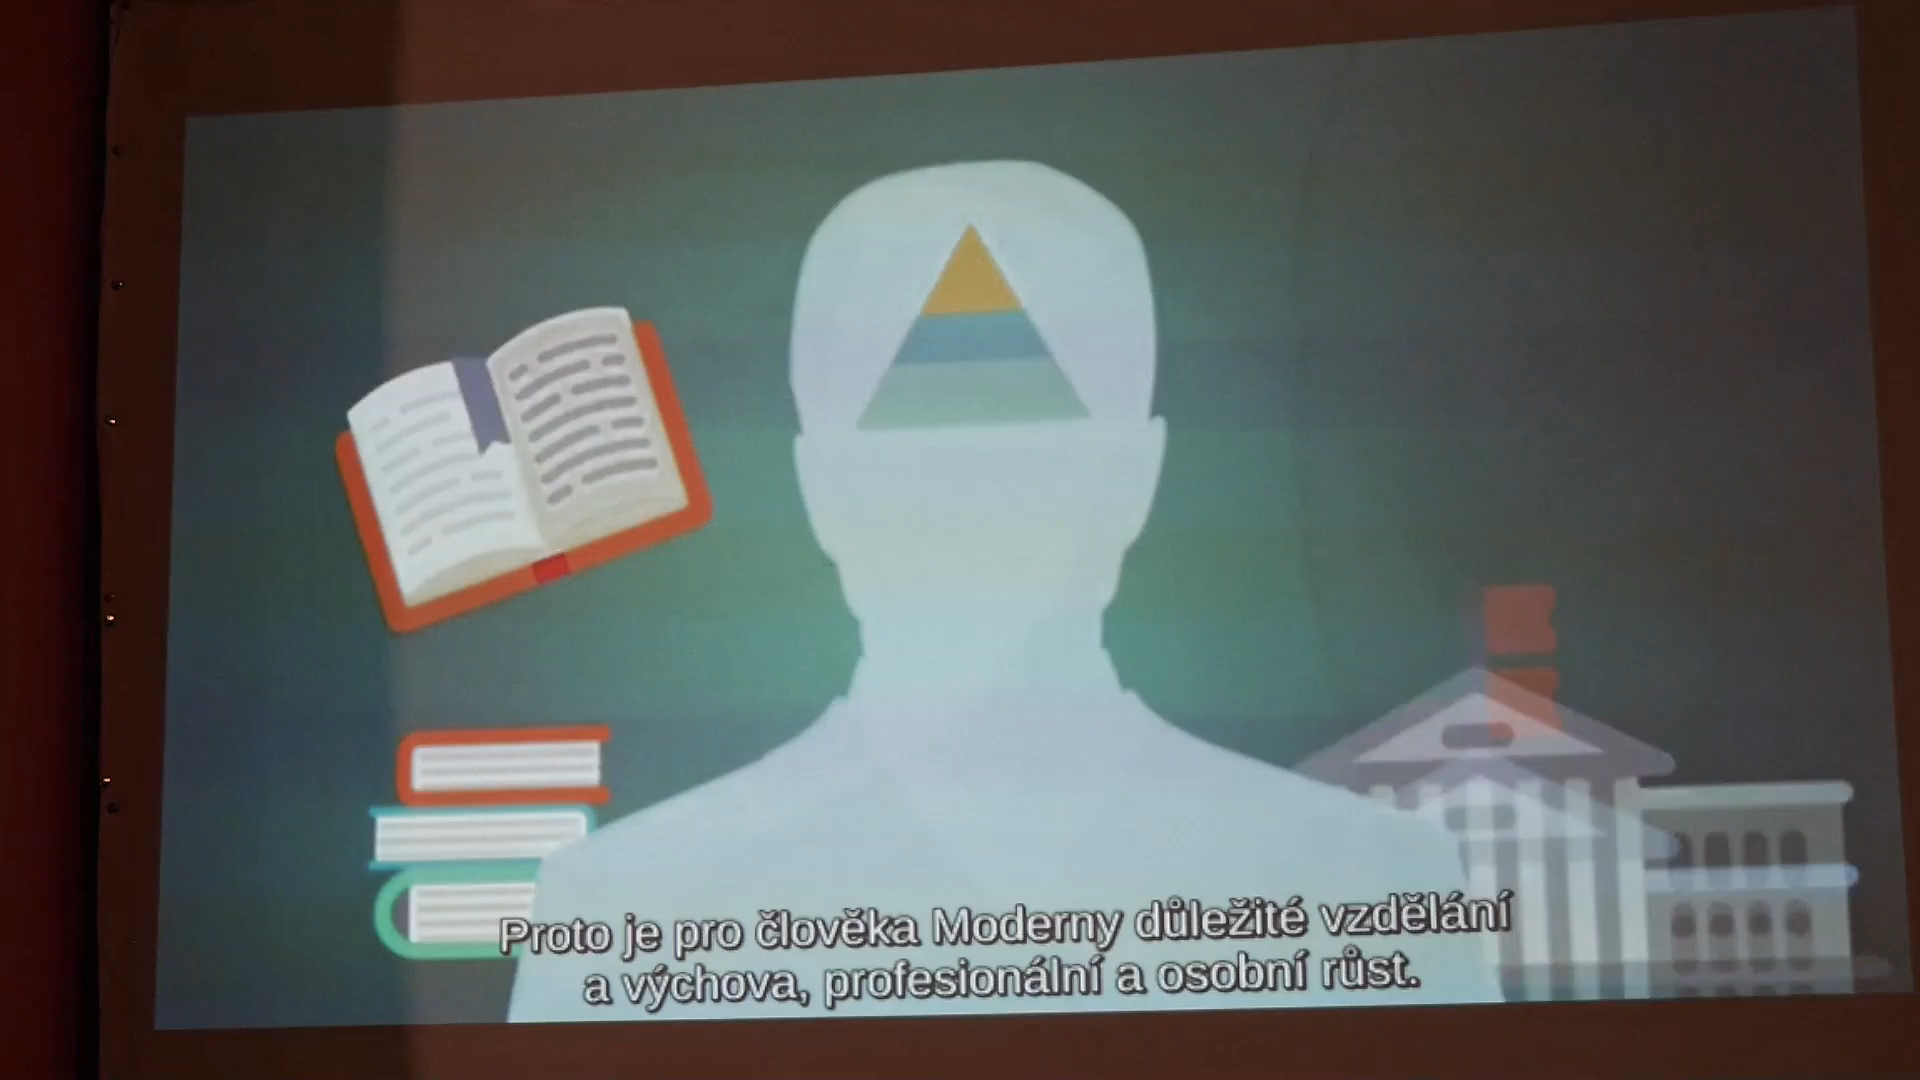 Proto je pro člověka Moderny důležité vzdělání
a výchova, profesionální a osobní růst.